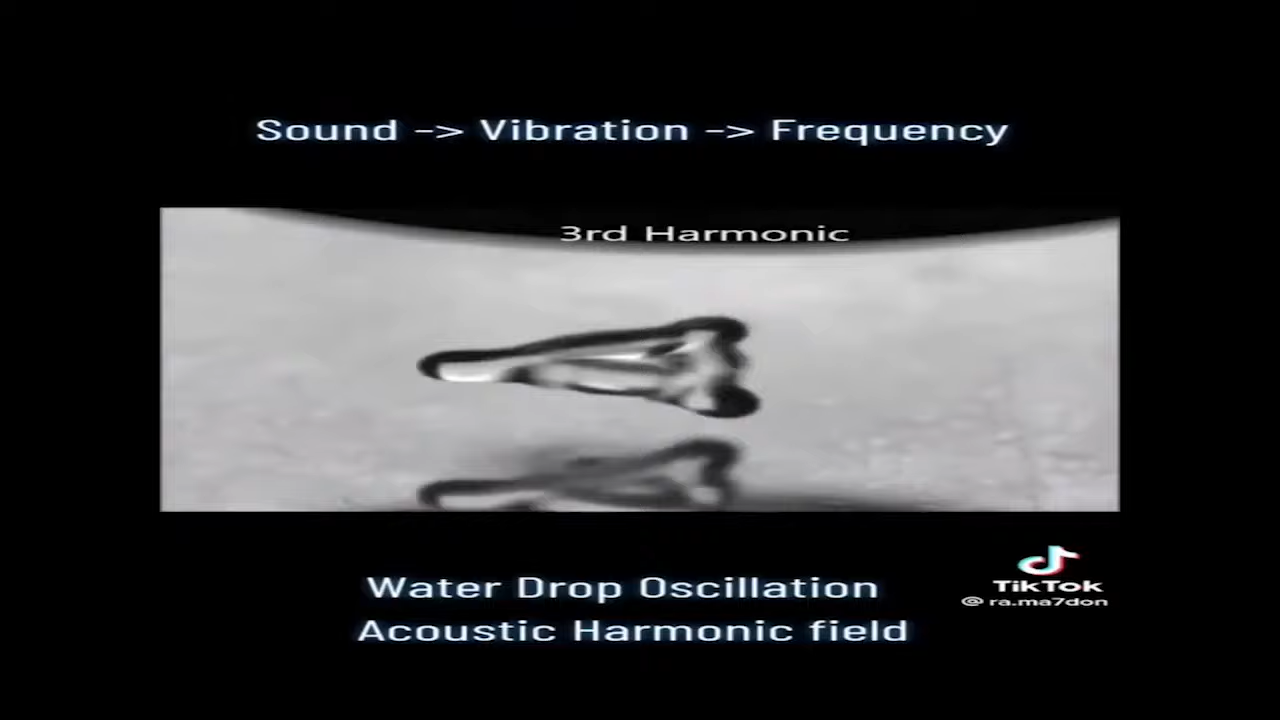 Sound -> Vibration -> Frequency
3rd Harmonic
Water Drop Oscillation
Acoustic Harmonic field
TikTok
@ ra.ma7don